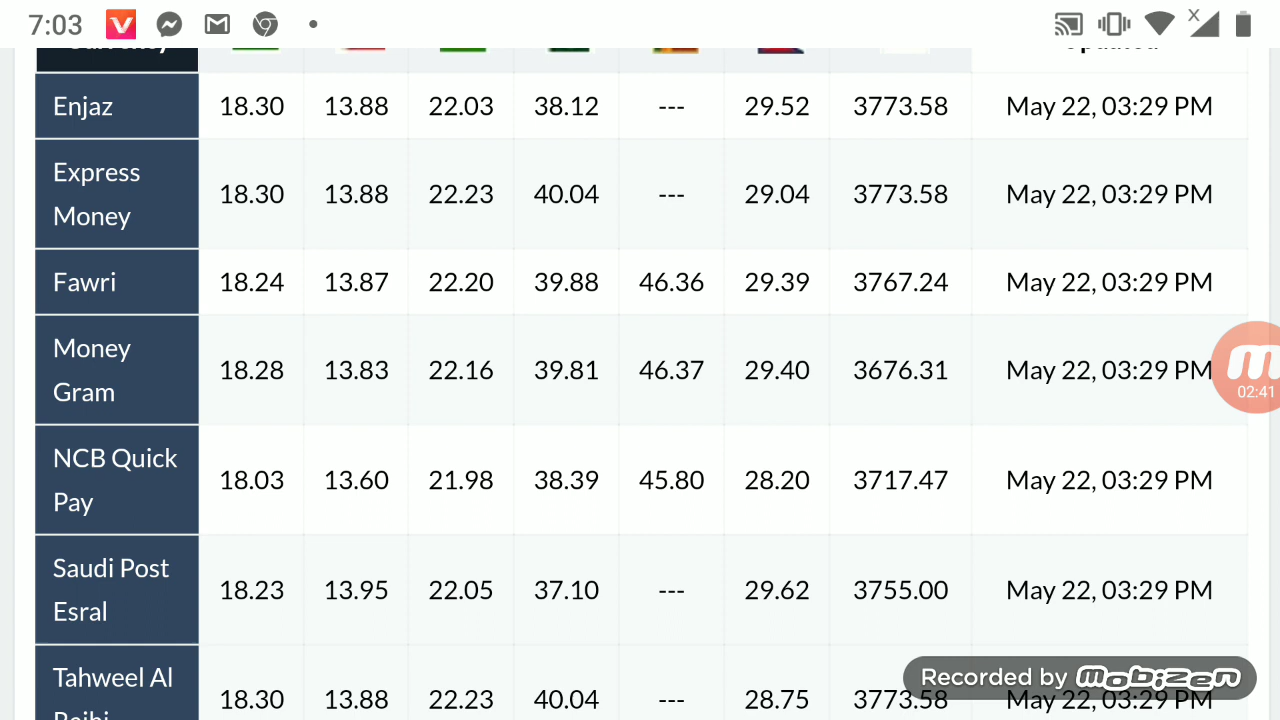 7:03
Enjaz 18.30 13.88 22.03 38.12 --- 29.52 3773.58 May 22, 03:29 PM
Express
Money 18.30 13.88 22.23 40.04 --- 29.04 3773.58 May 22, 03:29 PM
Fawri 18.24 13.87 22.20 39.88 46.36 29.39 3767.24 May 22, 03:29 PM
Money
Gram 18.28 13.83 22.16 39.81 46.37 29.40 3676.31 May 22, 03:29 PM
02:41
NCB Quick
Pay 18.03 13.60 21.98 38.39 45.80 28.20 3717.47 May 22, 03:29 PM
Saudi Post
Esral 18.23 13.95 22.05 37.10 --- 29.62 3755.00 May 22, 03:29 PM
Tahweel Al
18.30 13.88 22.23 40.04 --- 28.75 3773.58 May 22, 03:29 PM
Recorded by mobizen